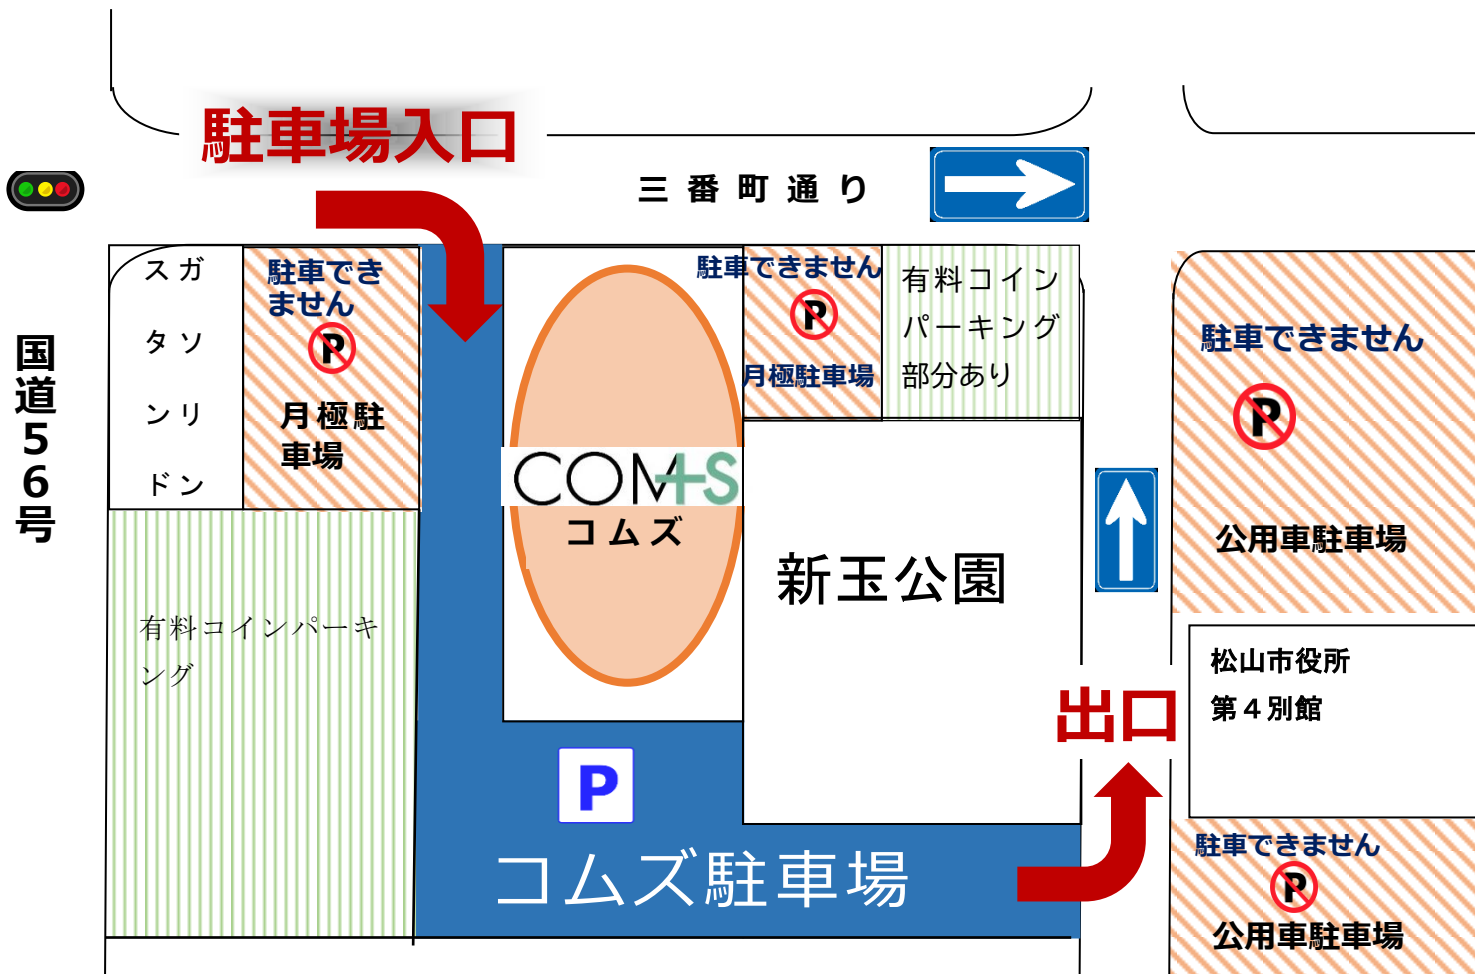 駐車場入口
三番町通り
国道56号
ガソリン
スタンド
駐車でき
ません
P
月極駐
車場
駐車できません
P
月極駐車場
有料コイン
パーキング
部分あり
COM+S
コムズ
新玉公園
有料コインパーキ
ング
P
コムズ駐車場
出口
駐車できません
P
公用車駐車場
松山市役所
第4別館
駐車できません
P
公用車駐車場